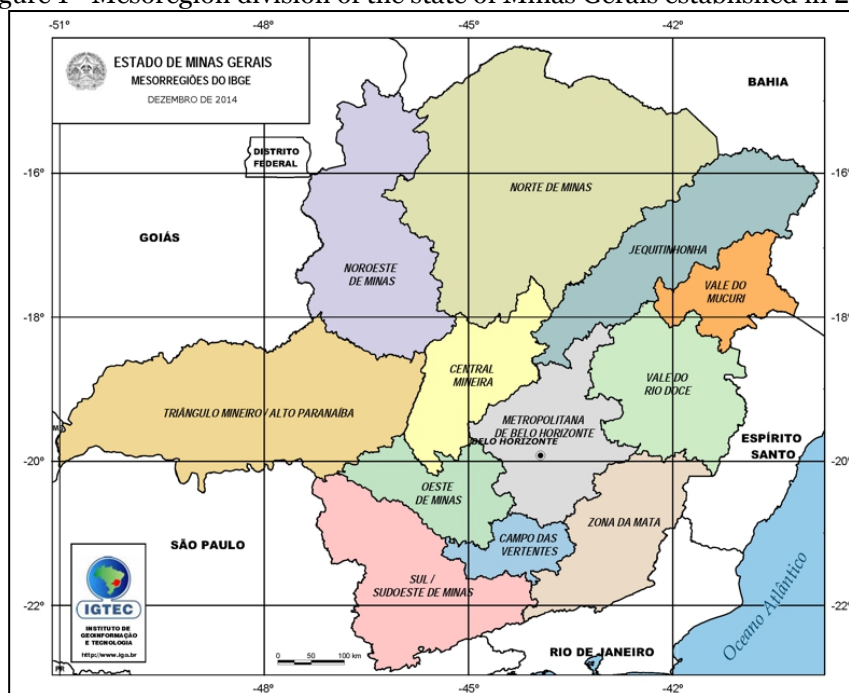 Figure 1 - Mesoregion division of the state of Minas Gerais established in 2
-51°
-48°
-45°
-42°
ESTADO DE MINAS GERAIS
MESORREGIÕES DO IBGE
DEZEMBRO DE 2014
BAHIA
DISTRITO
FEDERAL
-16°
-16°
NORTE DE MINAS
GOIÁS
JEQUITINHONHA
NOROESTE
DE MINAS
VALE DO
MUCURI
-18°
-18°
CENTRAL
MINEIRA
VALE DO
RIO DOCE
TRIÂNGULO MINEIRO / ALTO PARANAÍBA
METROPOLITANA
DE BELO HORIZONTE
BELO HORIZONTE
ESPÍRITO
SANTO
-20°
-20°
OESTE
DE MINAS
ZONA DA MATA
SÃO PAULO
CAMPO DAS
VERTENTES
SUL /
SUDOESTE DE MINAS
Oceano Atlântico
IGTEC
-22°
-22°
INSTITUTO DE
GEOINFORMAÇÃO
E TECNOLOGIA
http://www.iga.br
0 50 100 km
RIO DE JANEIRO
PR
-48°
-45°
-42°